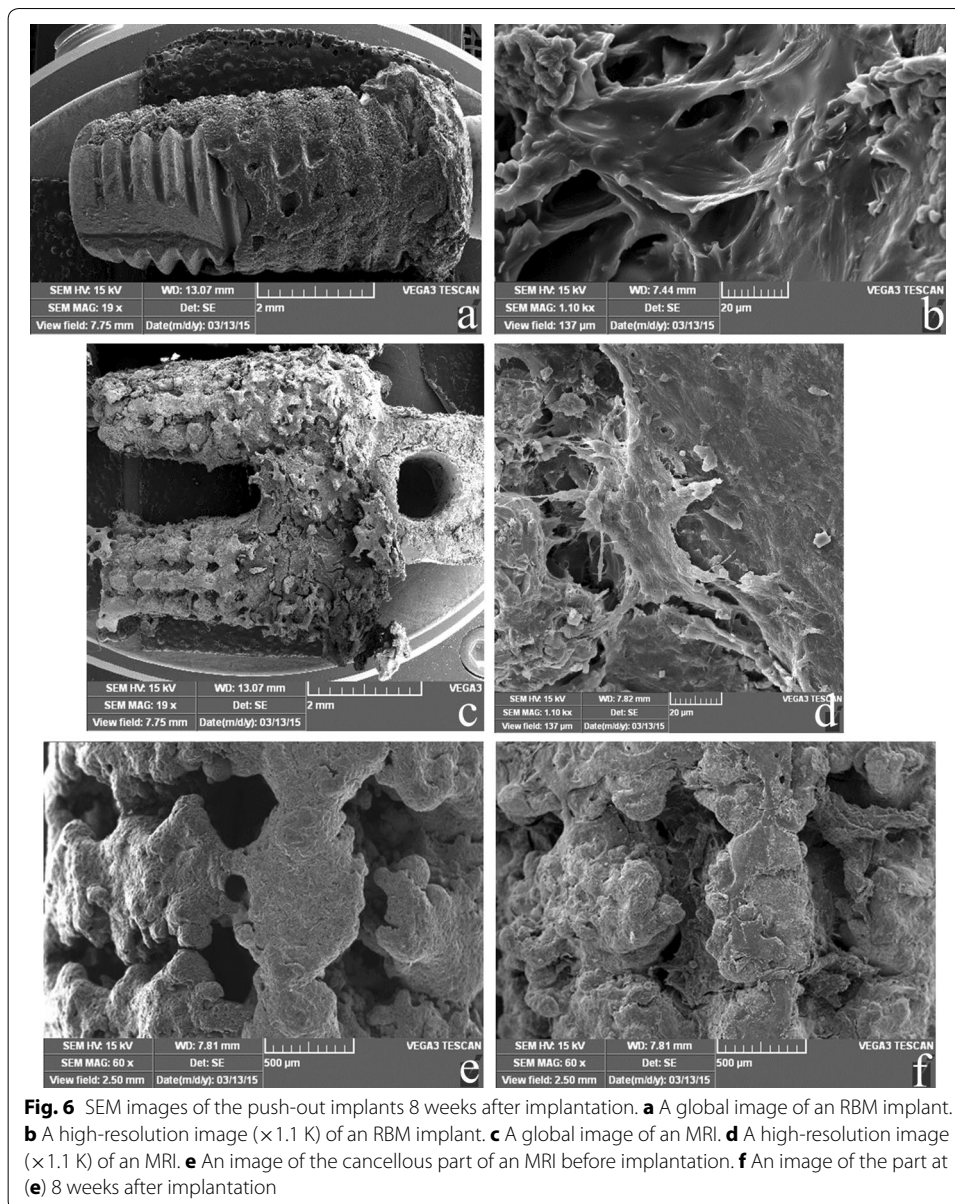 SEM HV: 15 kV WD: 13.07 mm VEGA3 TESCAN
SEM MAG: 19 x Det: SE 2 mm
View field: 7.75 mm Date(m/d/y): 03/13/15
a
SEM HV: 15 kV WD: 7.44 mm VEGA3 TESCAN
SEM MAG: 1.10 kx Det: SE 20 µm
View field: 137 µm Date(m/d/y): 03/13/15
b
SEM HV: 15 kV WD: 13.07 mm VEGA3
SEM MAG: 19 x Det: SE 2 mm
View field: 7.75 mm Date(m/d/y): 03/13/15
c
SEM HV: 15 kV WD: 7.82 mm VEGA3 TESCAN
SEM MAG: 1.10 kx Det: SE 20 µm
View field: 137 µm Date(m/d/y): 03/13/15
d
SEM HV: 15 kV WD: 7.81 mm
SEM MAG: 60 x Det: SE 500 µm
View field: 2.50 mm Date(m/d/y): 03/13/15
e
SEM HV: 15 kV WD: 7.81 mm
SEM MAG: 60 x Det: SE 500 µm
View field: 2.50 mm Date(m/d/y): 03/13/15
f
Fig. 6 SEM images of the push-out implants 8 weeks after implantation. a A global image of an RBM implant.
b A high-resolution image (×1.1 K) of an RBM implant. c A global image of an MRI. d A high-resolution image
(×1.1 K) of an MRI. e An image of the cancellous part of an MRI before implantation. f An image of the part at
(e) 8 weeks after implantation